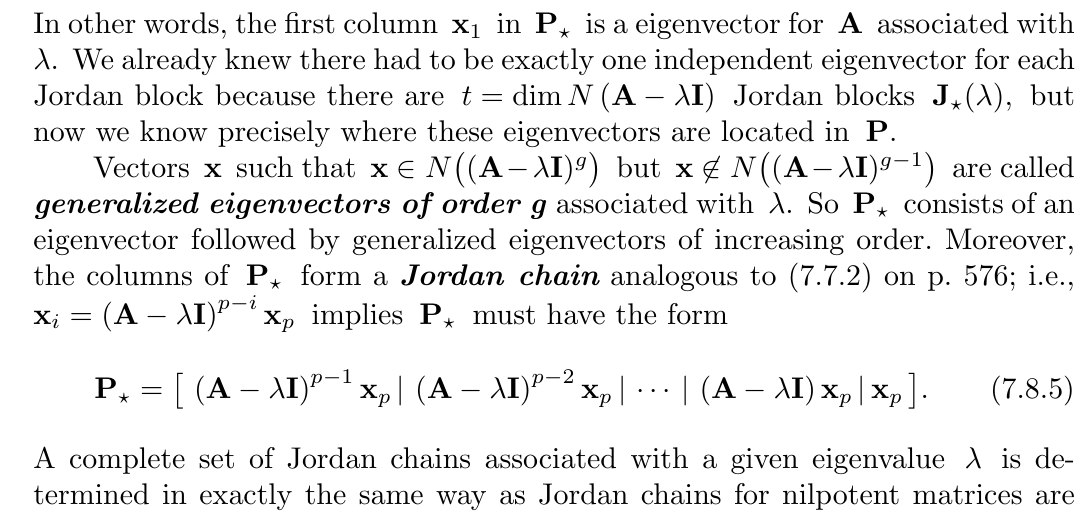 In other words, the first column x₁ in P⋆ is a eigenvector for A associated with
λ. We already knew there had to be exactly one independent eigenvector for each
Jordan block because there are t = dim N (A − λI) Jordan blocks J⋆(λ), but
now we know precisely where these eigenvectors are located in P.
Vectors x such that x ∈ N((A−λI)ᵍ) but x ∉ N((A−λI)ᵍ⁻¹) are called
generalized eigenvectors of order g associated with λ. So P⋆ consists of an
eigenvector followed by generalized eigenvectors of increasing order. Moreover,
the columns of P⋆ form a Jordan chain analogous to (7.7.2) on p. 576; i.e.,
xᵢ = (A − λI)ᵖ⁻ⁱ xₚ implies P⋆ must have the form
P⋆ = [ (A − λI)ᵖ⁻¹ xₚ | (A − λI)ᵖ⁻² xₚ | ··· | (A − λI) xₚ | xₚ ]. (7.8.5)
A complete set of Jordan chains associated with a given eigenvalue λ is de-
termined in exactly the same way as Jordan chains for nilpotent matrices are